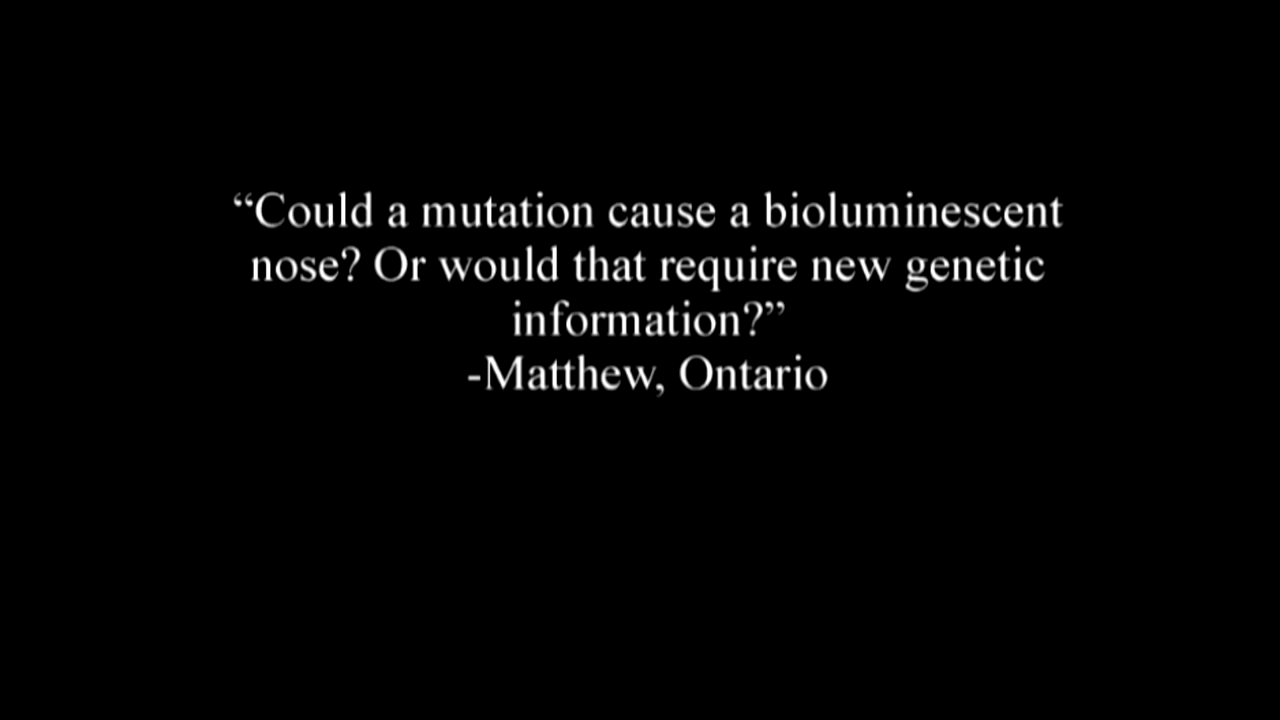 “Could a mutation cause a bioluminescent
nose? Or would that require new genetic
information?”
-Matthew, Ontario